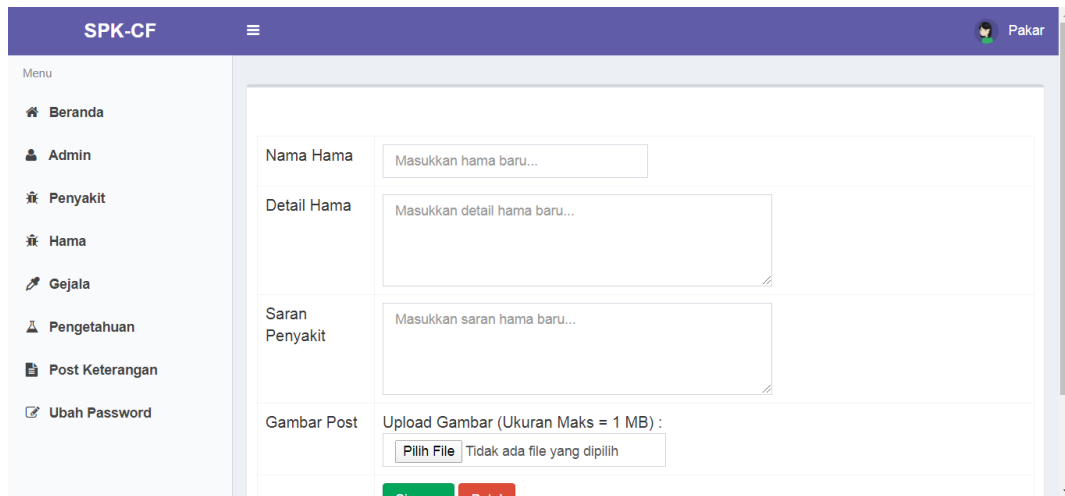 SPK-CF
Pakar
Menu
Beranda
Admin
Penyakit
Hama
Gejala
Pengetahuan
Post Keterangan
Ubah Password
Nama Hama
Masukkan hama baru...
Detail Hama
Masukkan detail hama baru...
Saran
Penyakit
Masukkan saran hama baru...
Gambar Post
Upload Gambar (Ukuran Maks = 1 MB) :
Pilih File Tidak ada file yang dipilih